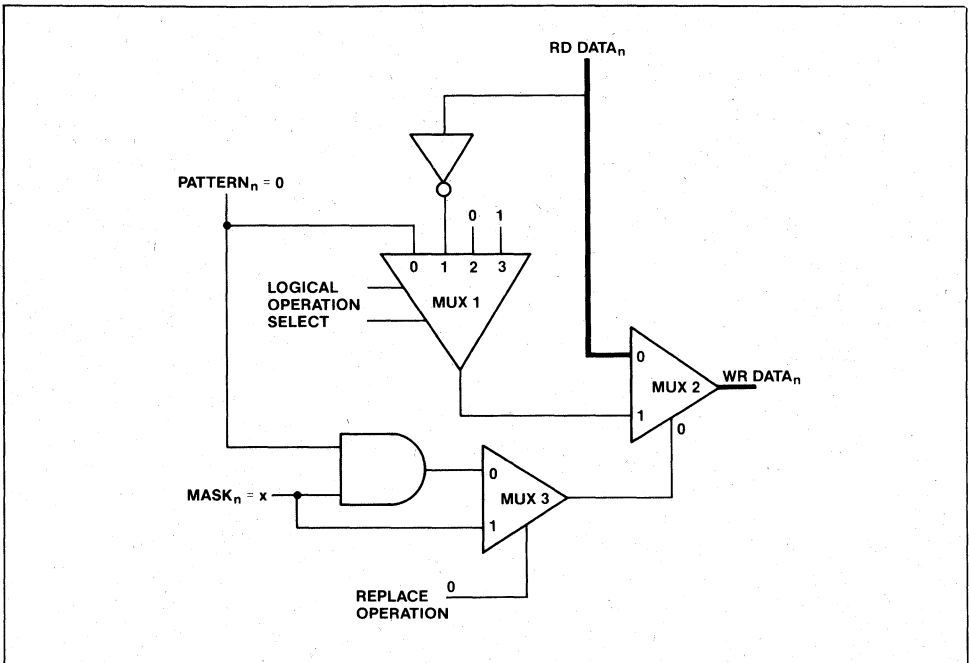 RD DATAn
PATTERNn = 0
0 1
0 1 2 3
LOGICAL
OPERATION
SELECT
MUX 1
0
MUX 2
WR DATAn
1
0
0
MASKn = x
MUX 3
1
0
REPLACE
OPERATION